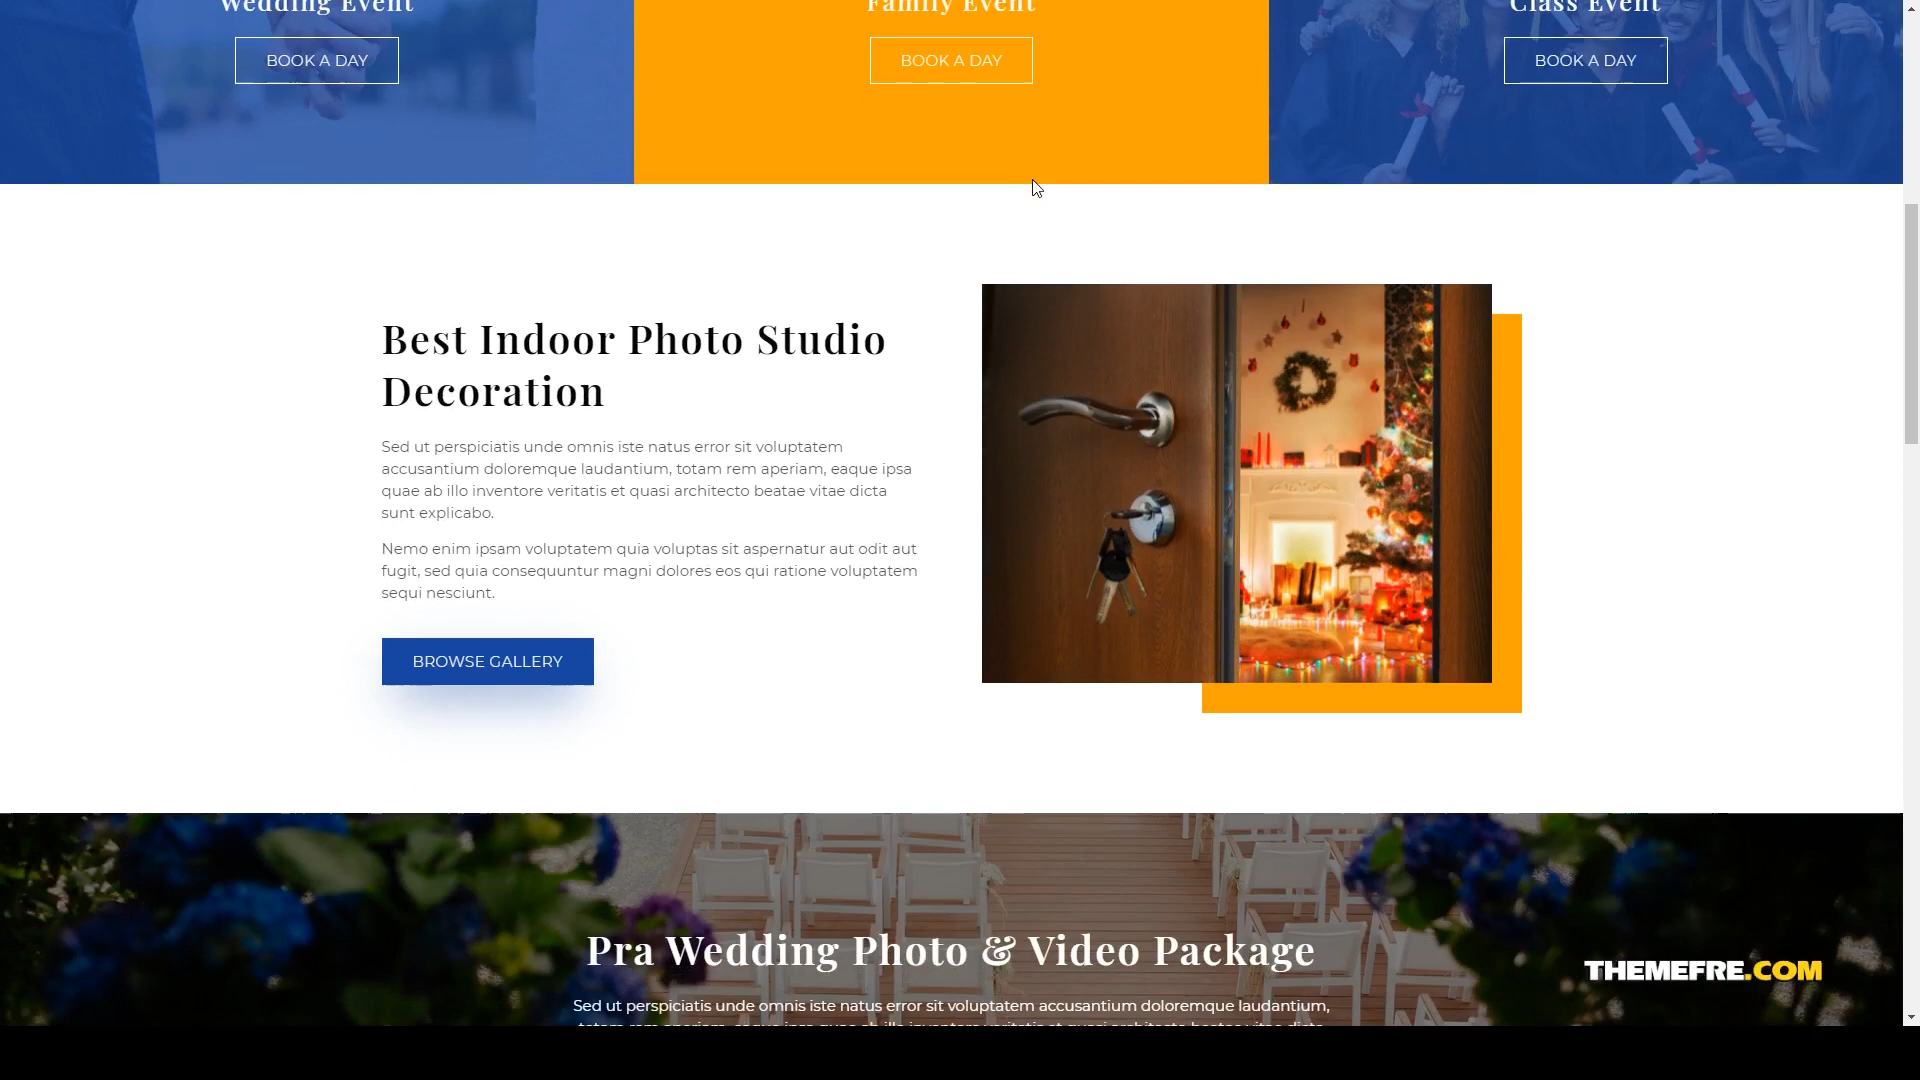 Wedding Event
Family Event
Class Event
BOOK A DAY
BOOK A DAY
BOOK A DAY
Best Indoor Photo Studio
Decoration
Sed ut perspiciatis unde omnis iste natus error sit voluptatem
accusantium doloremque laudantium, totam rem aperiam, eaque ipsa
quae ab illo inventore veritatis et quasi architecto beatae vitae dicta
sunt explicabo.
Nemo enim ipsam voluptatem quia voluptas sit aspernatur aut odit aut
fugit, sed quia consequuntur magni dolores eos qui ratione voluptatem
sequi nesciunt.
BROWSE GALLERY
Pra Wedding Photo & Video Package
THEMEFRE.COM
Sed ut perspiciatis unde omnis iste natus error sit voluptatem accusantium doloremque laudantium,